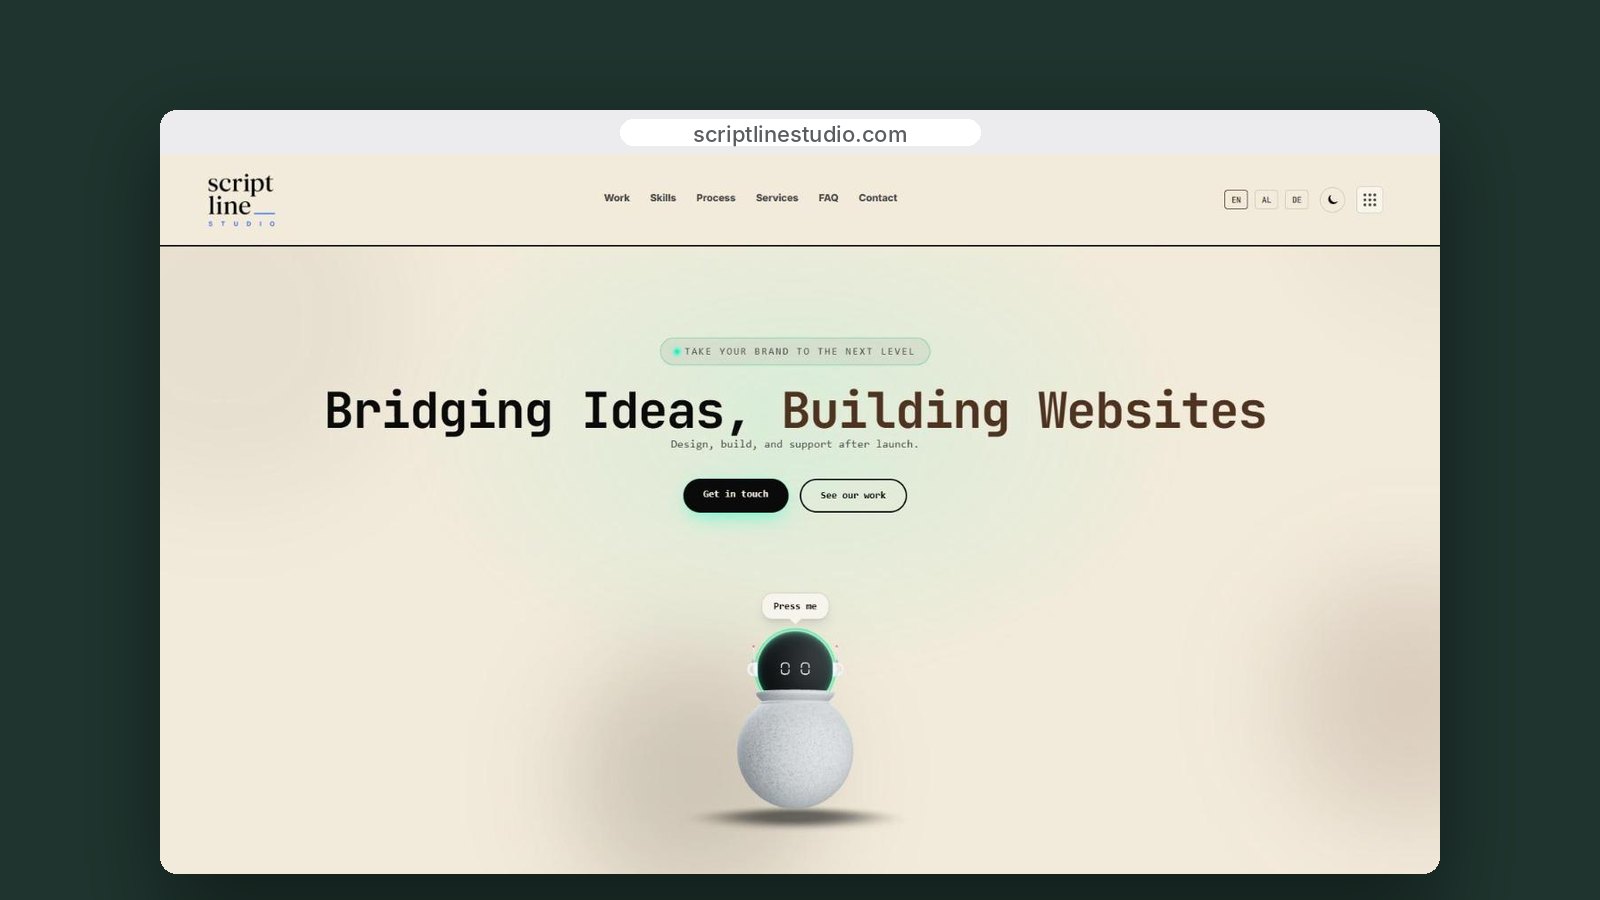 scriptlinestudio.com
script
line
STUDIO
Work Skills Process Services FAQ Contact
EN AL DE
TAKE YOUR BRAND TO THE NEXT LEVEL
Bridging Ideas, Building Websites
Design, build, and support after launch.
Get in touch See our work
Press me
00